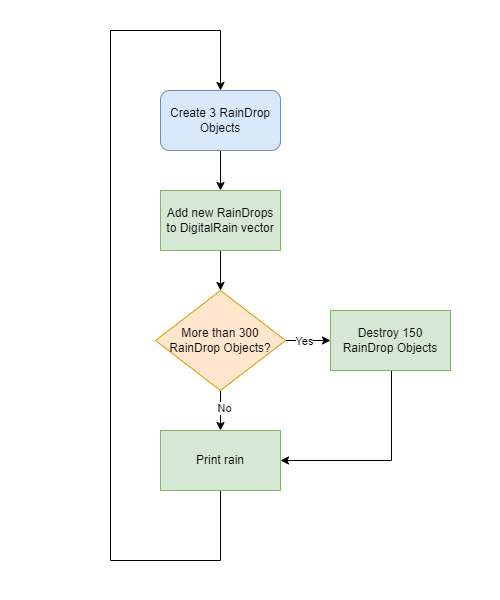 Create 3 RainDrop
Objects
Add new RainDrops
to DigitalRain vector
More than 300
RainDrop Objects?
Yes
Destroy 150
RainDrop Objects
No
Print rain